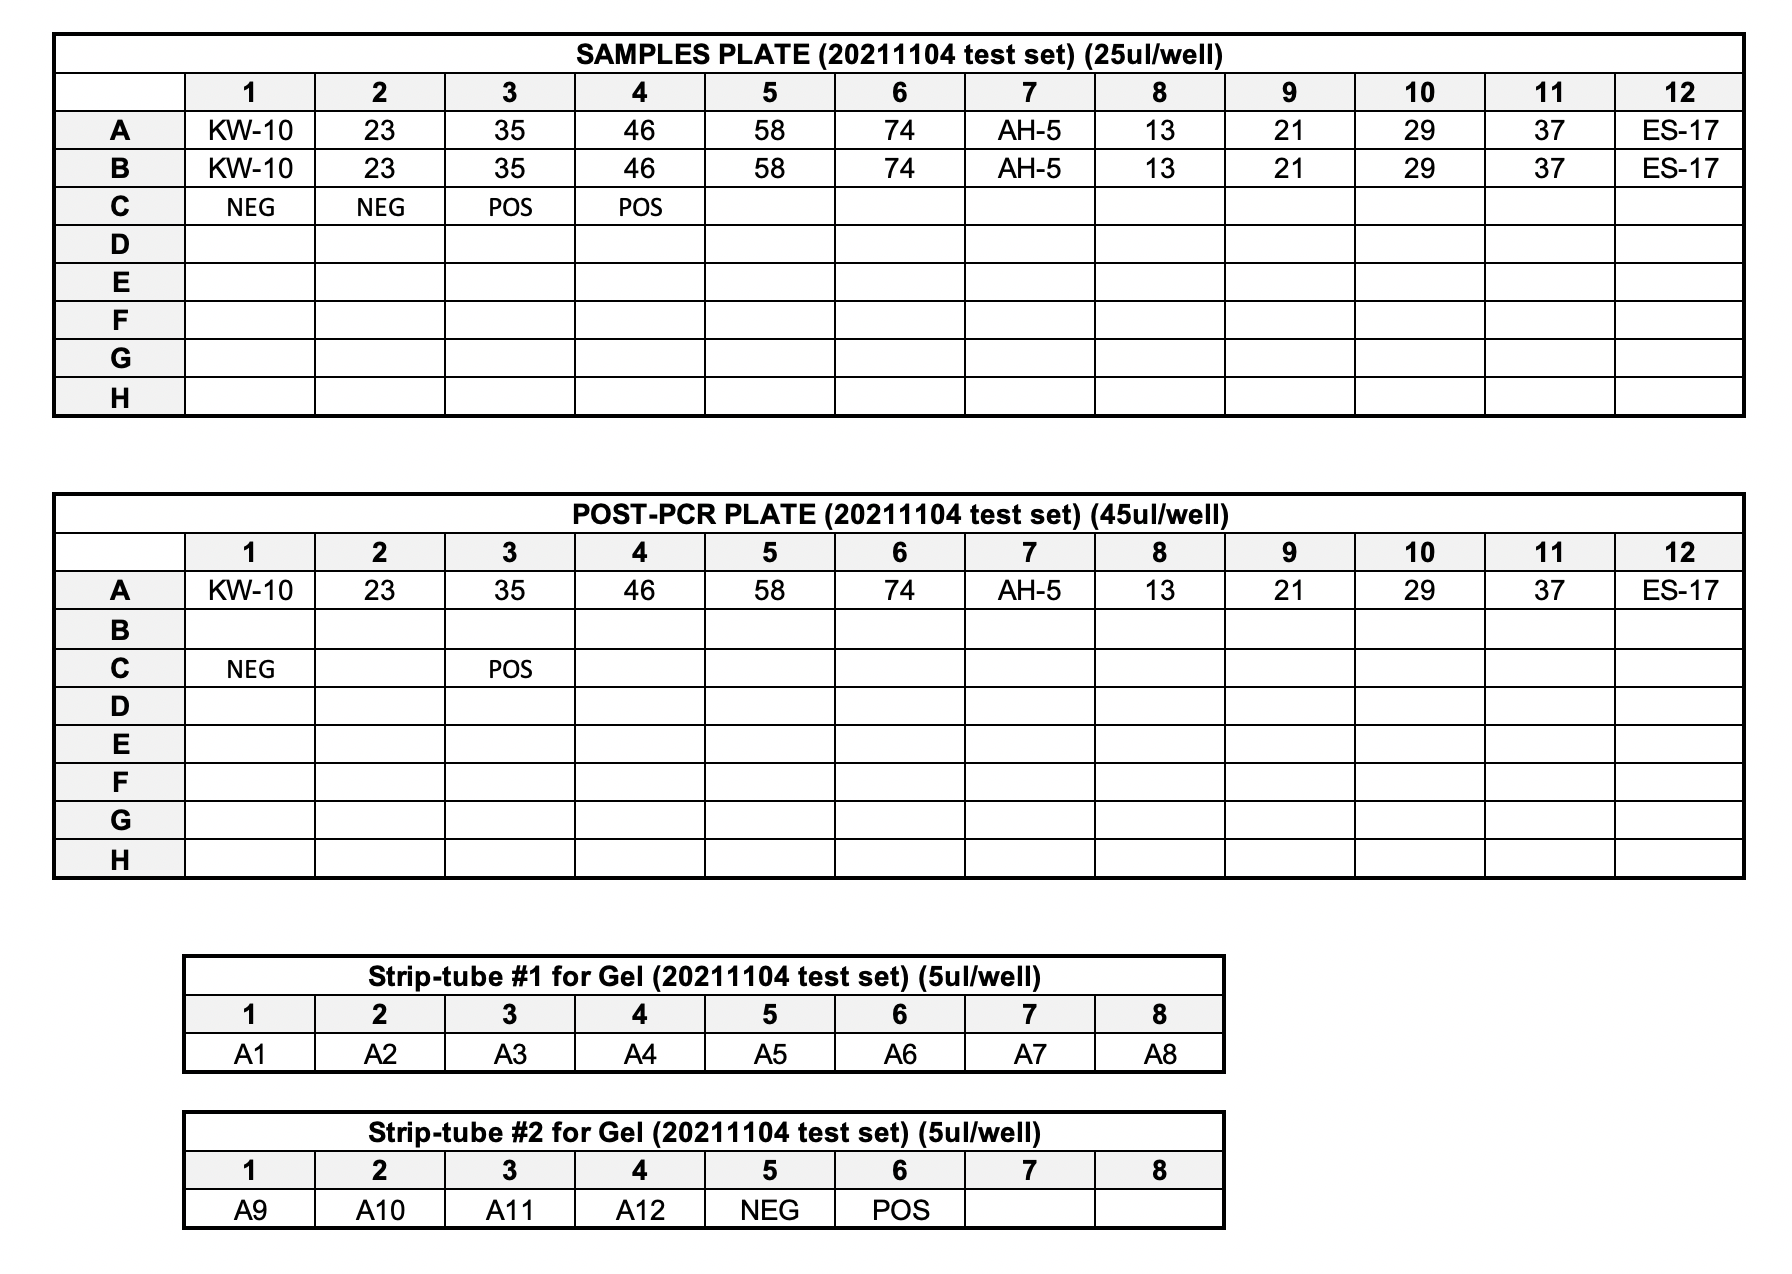 SAMPLES PLATE (20211104 test set) (25ul/well)
1 2 3 4 5 6 7 8 9 10 11 12
A KW-10 23 35 46 58 74 AH-5 13 21 29 37 ES-17
B KW-10 23 35 46 58 74 AH-5 13 21 29 37 ES-17
C NEG NEG POS POS
D
E
F
G
H
POST-PCR PLATE (20211104 test set) (45ul/well)
1 2 3 4 5 6 7 8 9 10 11 12
A KW-10 23 35 46 58 74 AH-5 13 21 29 37 ES-17
B
C NEG POS
D
E
F
G
H
Strip-tube #1 for Gel (20211104 test set) (5ul/well)
1 2 3 4 5 6 7 8
A1 A2 A3 A4 A5 A6 A7 A8
Strip-tube #2 for Gel (20211104 test set) (5ul/well)
1 2 3 4 5 6 7 8
A9 A10 A11 A12 NEG POS